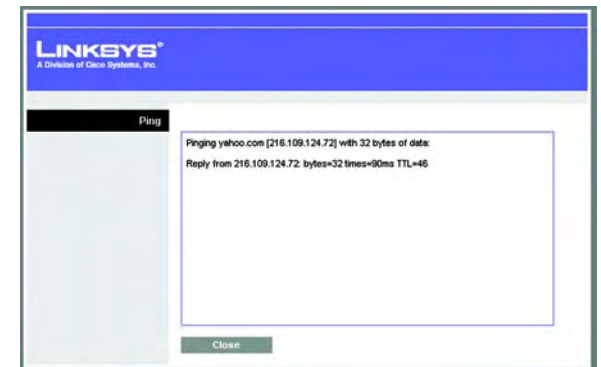 LINKSYS®
A Division of Cisco Systems, Inc.
Ping
Pinging yahoo.com [216.109.124.72] with 32 bytes of data:
Reply from 216.109.124.72: bytes=32 times=90ms TTL=46
Close